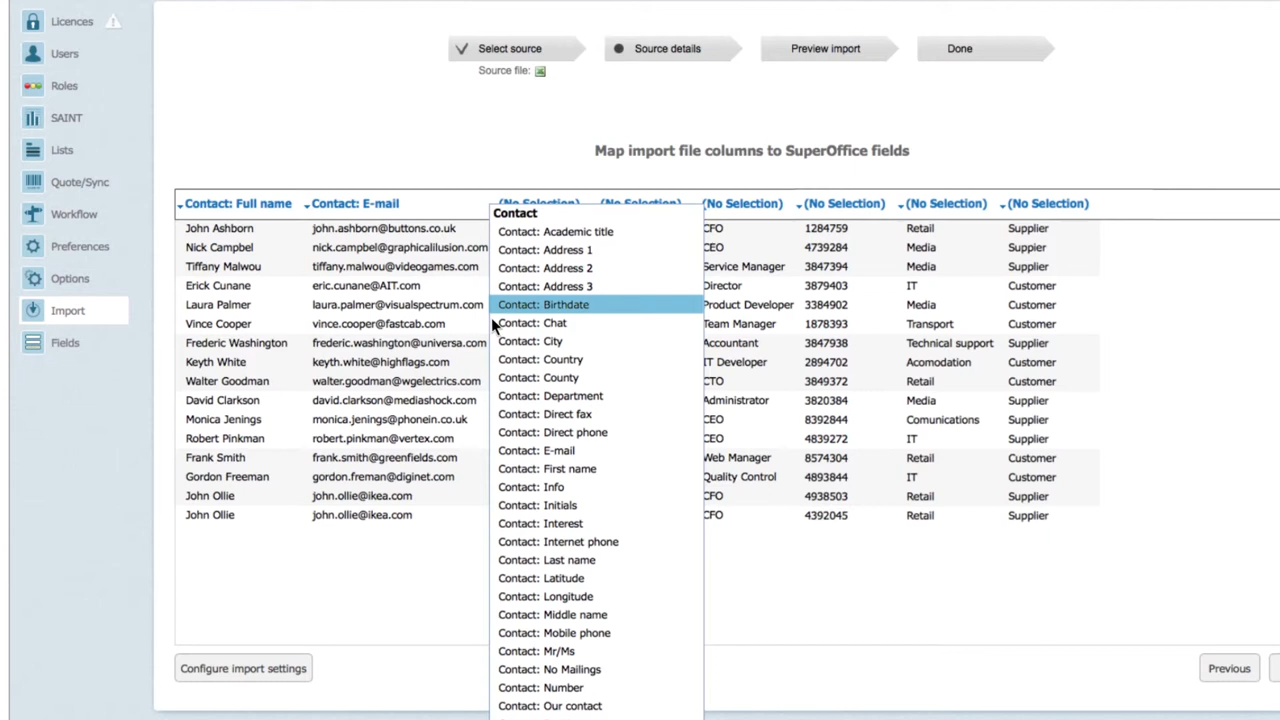 Licences
Users
Roles
SAINT
Lists
Quote/Sync
Workflow
Preferences
Options
Import
Fields
Select source
Source details
Preview import
Done
Source file:
Map import file columns to SuperOffice fields
Contact: Full name Contact: E-mail (No Selection) (No Selection) (No Selection) (No Selection) (No Selection) (No Selection)
John Ashborn john.ashborn@buttons.co.uk CFO 1284759 Retail Supplier
Nick Campbel nick.campbel@graphicalilusion.com CEO 4739284 Media Supplier
Tiffany Malwou tiffany.malwou@videogames.com Service Manager 3847394 Media Supplier
Erick Cunane eric.cunane@AIT.com Director 3879403 IT Customer
Laura Palmer laura.palmer@visualspectrum.com Product Developer 3384902 Media Customer
Vince Cooper vince.cooper@fastcab.com Team Manager 1878393 Transport Customer
Frederic Washington frederic.washington@universa.com Accountant 3847938 Technical support Customer
Keyth White keyth.white@highflags.com IT Developer 2894702 Acomodation Customer
Walter Goodman walter.goodman@wgelectrics.com CTO 3849372 Retail Customer
David Clarkson david.clarkson@mediashock.com Administrator 3820384 Media Customer
Monica Jenings monica.jenings@phonein.co.uk CEO 8392844 Comunications Customer
Robert Pinkman robert.pinkman@vertex.com CEO 4839272 IT Customer
Frank Smith frank.smith@greenfields.com Web Manager 8574304 Retail Customer
Gordon Freeman gordon.freman@diginet.com Quality Control 4893844 IT Customer
John Ollie john.ollie@ikea.com CFO 4938503 Retail Supplier
John Ollie john.ollie@ikea.com CFO 4392045 Retail Supplier
Contact
Contact: Academic title
Contact: Address 1
Contact: Address 2
Contact: Address 3
Contact: Birthdate
Contact: Chat
Contact: City
Contact: Country
Contact: County
Contact: Department
Contact: Direct fax
Contact: Direct phone
Contact: E-mail
Contact: First name
Contact: Info
Contact: Initials
Contact: Interest
Contact: Internet phone
Contact: Last name
Contact: Latitude
Contact: Longitude
Contact: Middle name
Contact: Mobile phone
Contact: Mr/Ms
Contact: No Mailings
Contact: Number
Contact: Our contact
Configure import settings
Previous